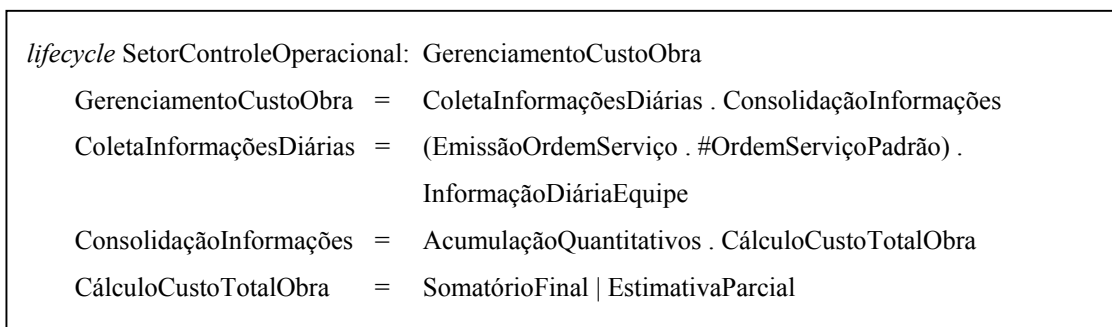 lifecycle SetorControleOperacional: GerenciamentoCustoObra
GerenciamentoCustoObra = ColetaInformaçõesDiárias . ConsolidaçãoInformações
ColetaInformaçõesDiárias = (EmissãoOrdemServiço . #OrdemServiçoPadrão) .
InformaçãoDiáriaEquipe
ConsolidaçãoInformações = AcumulaçãoQuantitativos . CálculoCustoTotalObra
CálculoCustoTotalObra = SomatórioFinal | EstimativaParcial